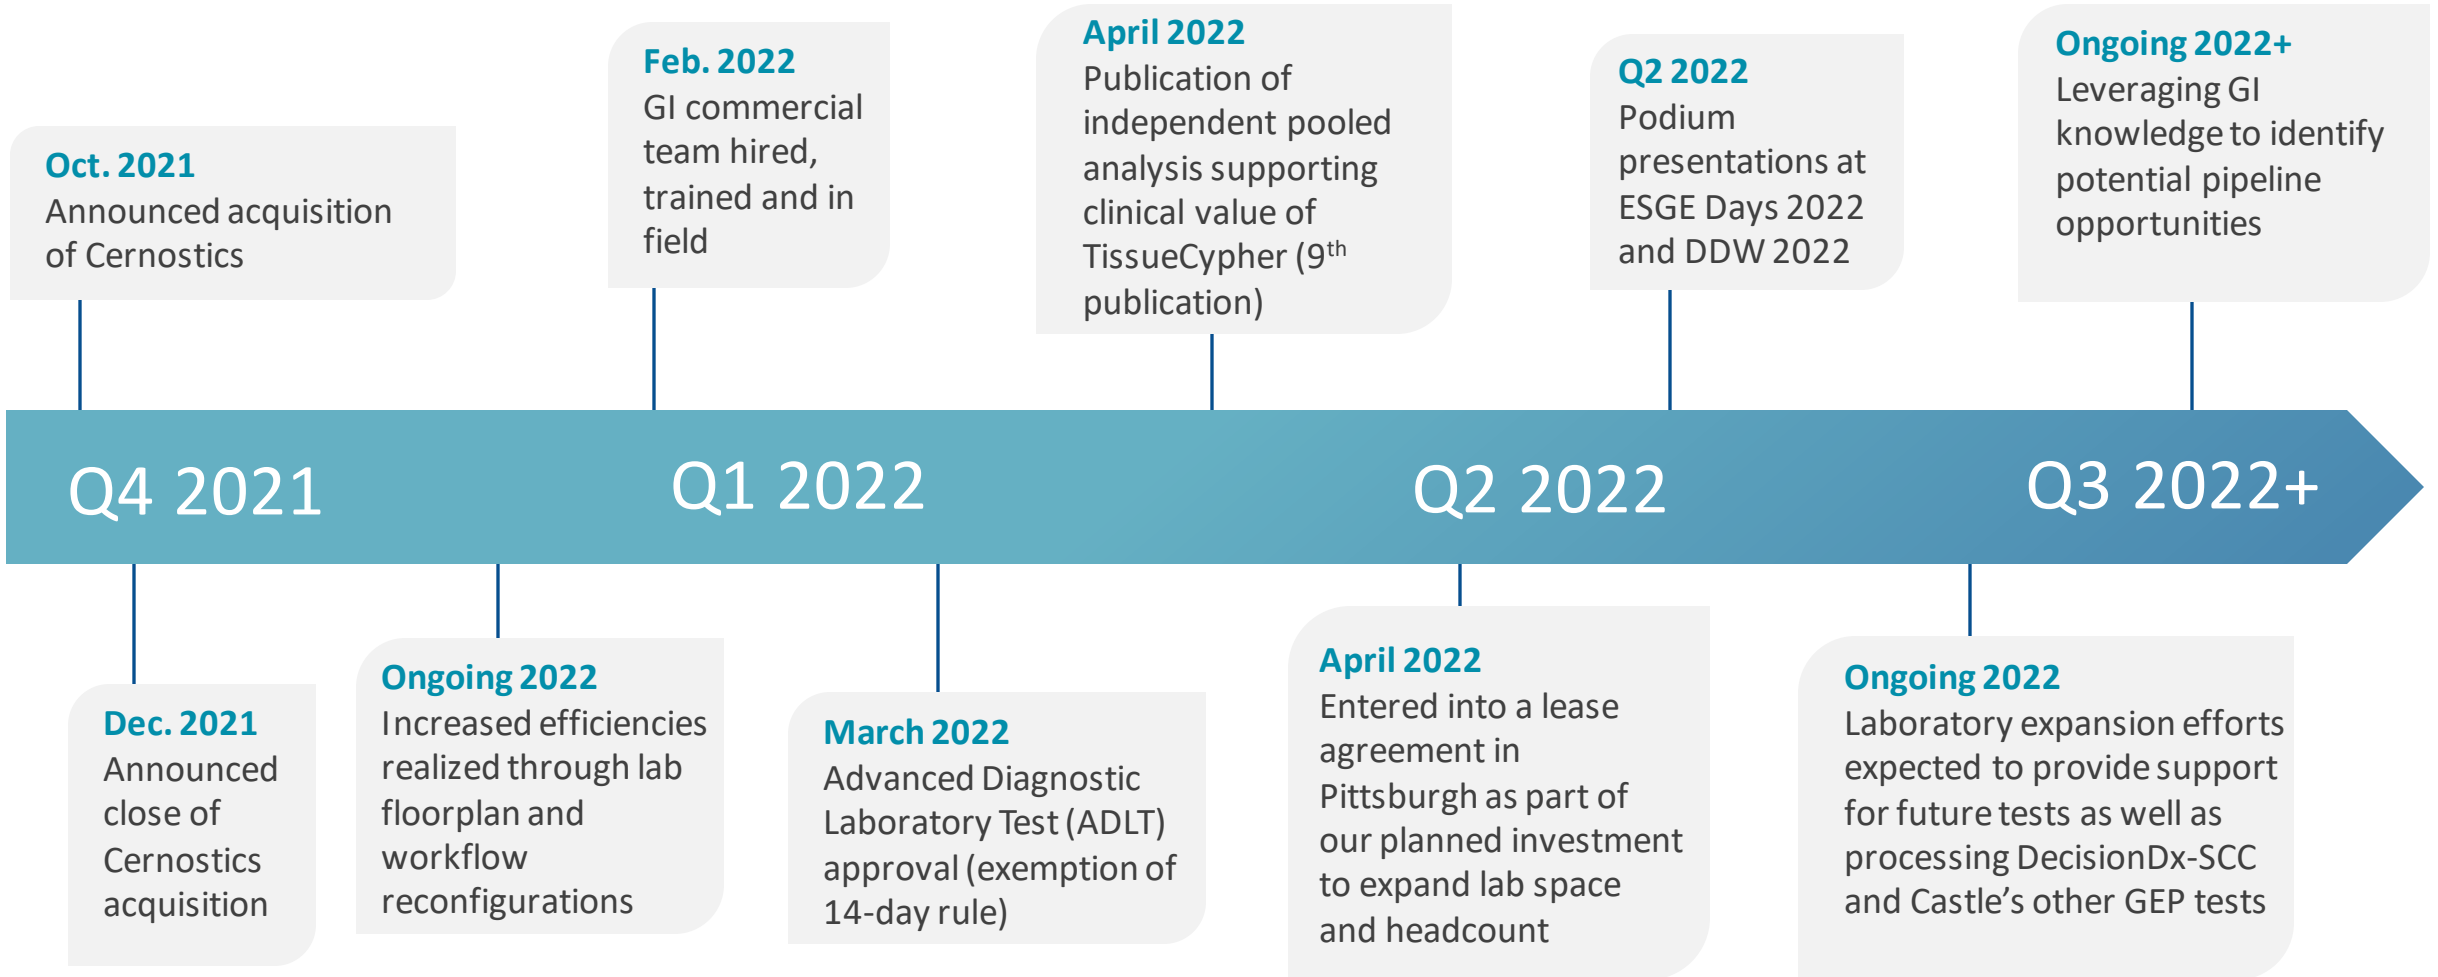 Oct. 2021
Announced acquisition
of Cernostics
Feb. 2022
GI commercial
team hired,
trained and in
field
April 2022
Publication of
independent pooled
analysis supporting
clinical value of
TissueCypher (9th
publication)
Q2 2022
Podium
presentations at
ESGE Days 2022
and DDW 2022
Ongoing 2022+
Leveraging GI
knowledge to identify
potential pipeline
opportunities
Q4 2021
Q1 2022
Q2 2022
Q3 2022+
Dec. 2021
Announced
close of
Cernostics
acquisition
Ongoing 2022
Increased efficiencies
realized through lab
floorplan and
workflow
reconfigurations
March 2022
Advanced Diagnostic
Laboratory Test (ADLT)
approval (exemption of
14-day rule)
April 2022
Entered into a lease
agreement in
Pittsburgh as part of
our planned investment
to expand lab space
and headcount
Ongoing 2022
Laboratory expansion efforts
expected to provide support
for future tests as well as
processing DecisionDx-SCC
and Castle’s other GEP tests